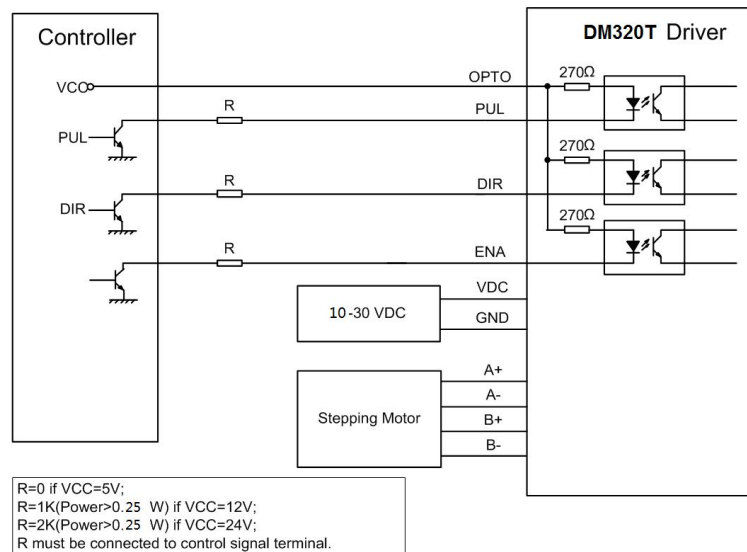 Controller
DM320T Driver
VCC
OPTO
270Ω
R
PUL
PUL
270Ω
R
DIR
DIR
270Ω
R
ENA
VDC
10-30 VDC
GND
A+
A-
Stepping Motor
B+
B-
R=0 if VCC=5V;
R=1K(Power>0.25 W) if VCC=12V;
R=2K(Power>0.25 W) if VCC=24V;
R must be connected to control signal terminal.